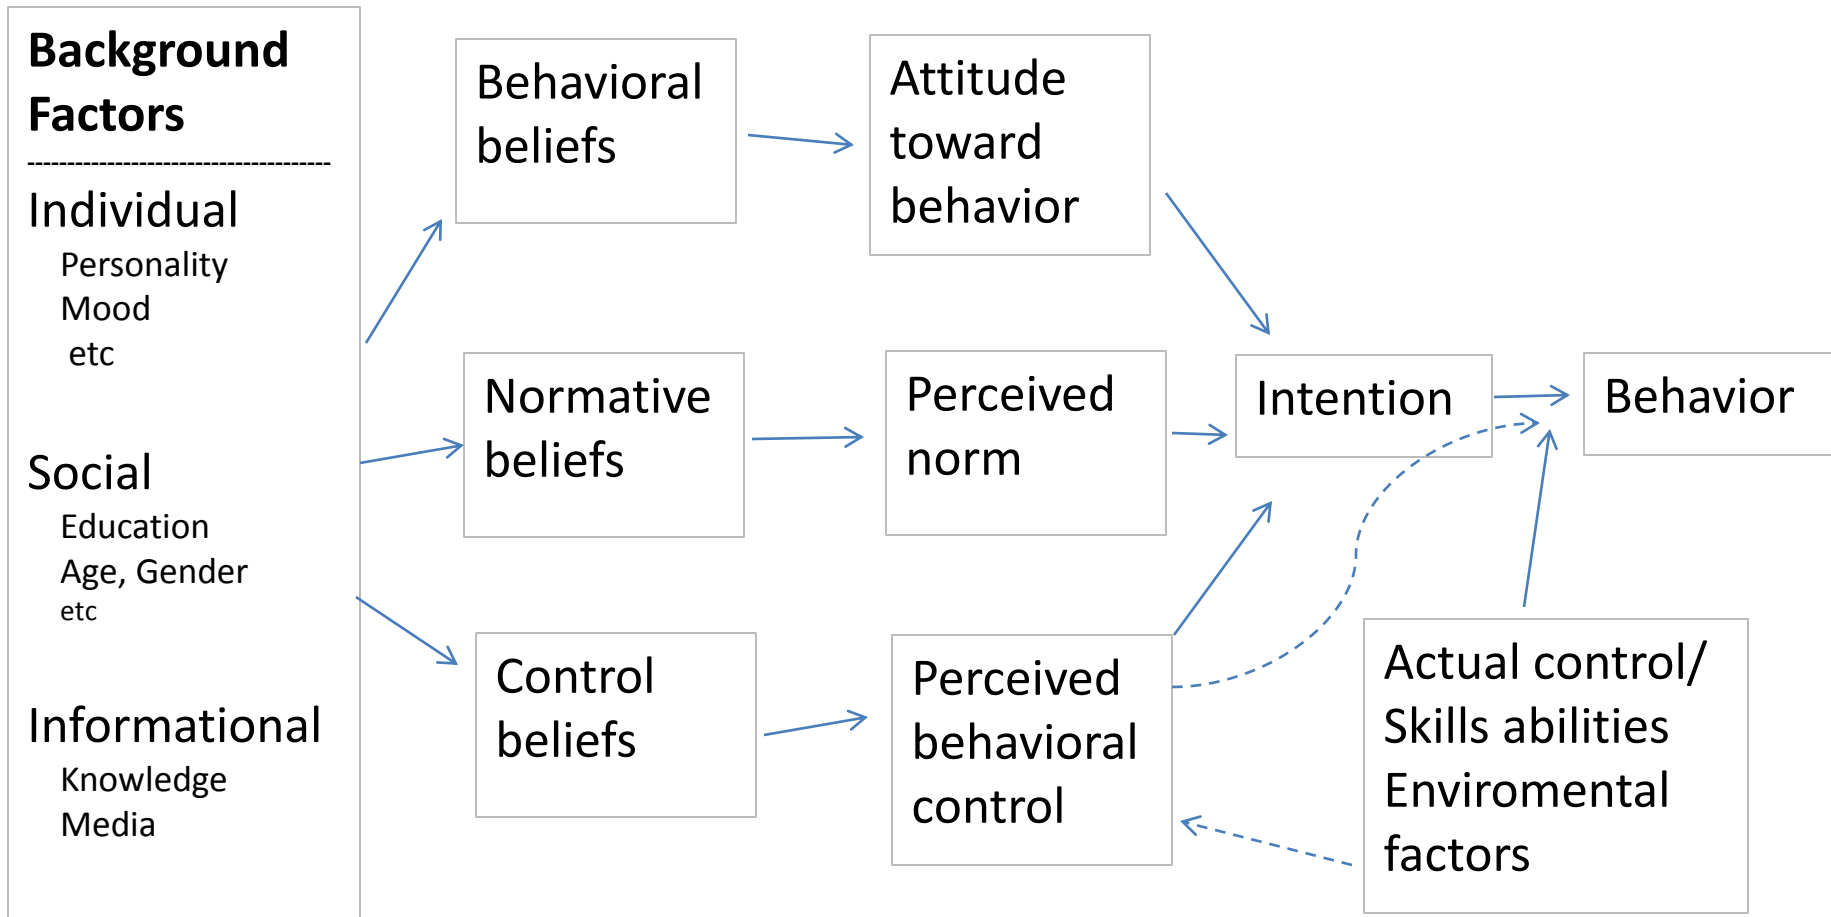 Background
Factors
--------------------------------------
Individual
Personality
Mood
etc
Social
Education
Age, Gender
etc
Informational
Knowledge
Media
Behavioral
beliefs
Attitude
toward
behavior
Normative
beliefs
Perceived
norm
Intention
Behavior
Control
beliefs
Perceived
behavioral
control
Actual control/
Skills abilities
Enviromental
factors